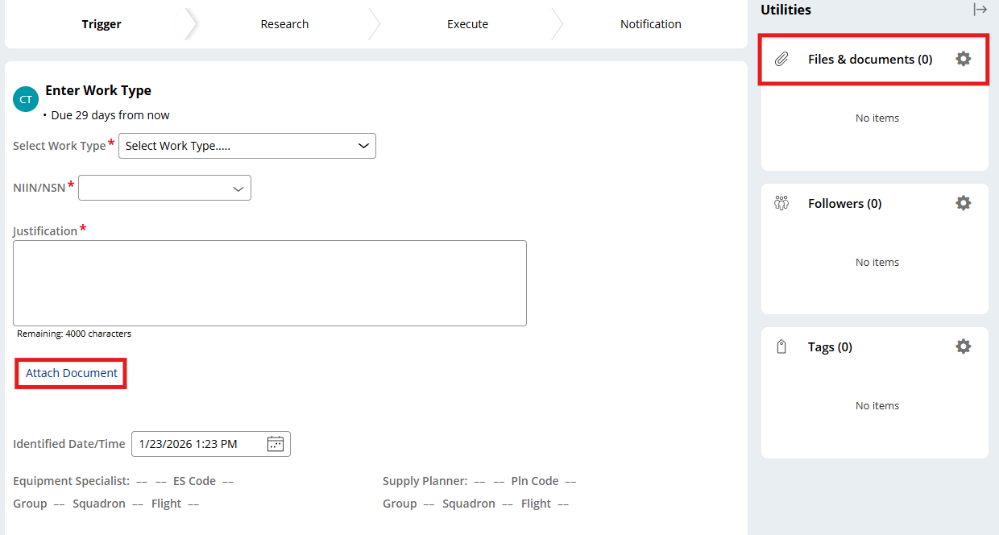 Trigger
Research
Execute
Notification
CT
Enter Work Type
• Due 29 days from now
Select Work Type*
Select Work Type.....
NIIN/NSN*
Justification*
Remaining: 4000 characters
Attach Document
Identified Date/Time
1/23/2026 1:23 PM
Equipment Specialist: –– –– ES Code ––
Group –– Squadron –– Flight ––
Supply Planner: –– –– Pln Code ––
Group –– Squadron –– Flight ––
Utilities
Files & documents (0)
No items
Followers (0)
No items
Tags (0)
No items